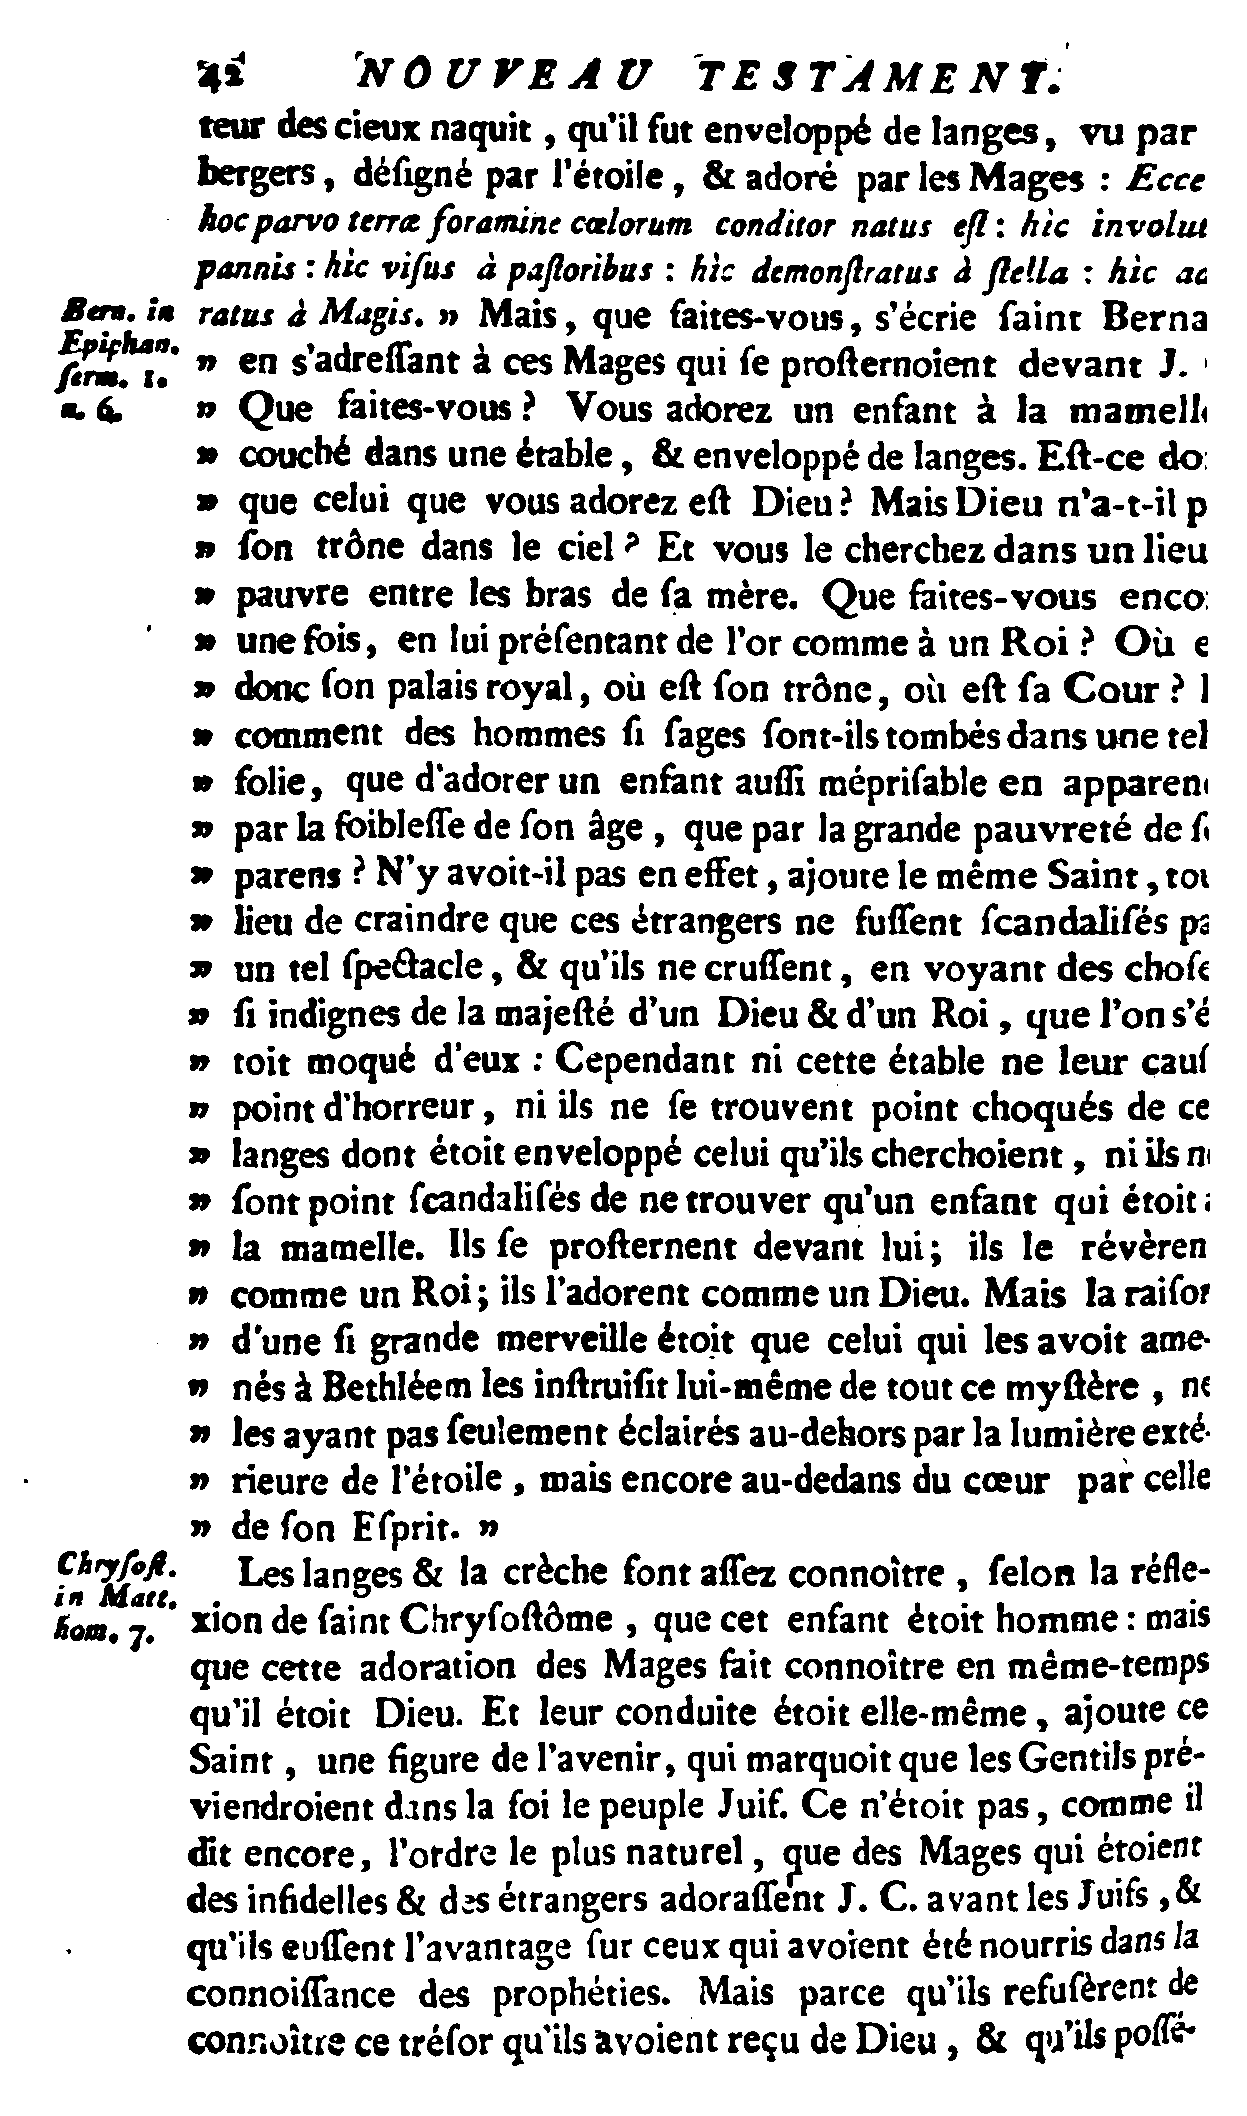 42 NOUVEAU TESTAMENT.
teur des cieux naquit, qu'il fut enveloppé de langes, vu par
bergers, déſigné par l'étoile, & adoré par les Mages : Ecce
hoc parvo terræ foramine cœlorum conditor natus eſt : hìc involut
pannis : hìc viſus à paſtoribus : hìc demonſtratus à ſtella : hìc ad
Bern. in
Epiphan.
ſerm. 1.
n. 6.
ratus à Magis. » Mais, que faites-vous, s'écrie ſaint Berna
» en s'adreſſant à ces Mages qui ſe proſternoient devant J.
» Que faites-vous ? Vous adorez un enfant à la mamelle
» couché dans une étable, & enveloppé de langes. Eſt-ce do
» que celui que vous adorez eſt Dieu ? Mais Dieu n'a-t-il p
» ſon trône dans le ciel ? Et vous le cherchez dans un lieu
» pauvre entre les bras de ſa mère. Que faites-vous enco
» une fois, en lui préſentant de l'or comme à un Roi ? Où e
» donc ſon palais royal, où eſt ſon trône, où eſt ſa Cour ?
» comment des hommes ſi ſages ſont-ils tombés dans une tel
» folie, que d'adorer un enfant auſſi mépriſable en apparen
» par la foibleſſe de ſon âge, que par la grande pauvreté de ſ
» parens ? N'y avoit-il pas en effet, ajoute le même Saint, tou
» lieu de craindre que ces étrangers ne fuſſent ſcandaliſés pa
» un tel ſpectacle, & qu'ils ne cruſſent, en voyant des choſe
» ſi indignes de la majeſté d'un Dieu & d'un Roi, que l'on s'é
» toit moqué d'eux : Cependant ni cette étable ne leur cauſ
» point d'horreur, ni ils ne ſe trouvent point choqués de ce
» langes dont étoit enveloppé celui qu'ils cherchoient, ni ils n
» ſont point ſcandaliſés de ne trouver qu'un enfant qui étoit à
» la mamelle. Ils ſe proſternent devant lui ; ils le révèren
» comme un Roi ; ils l'adorent comme un Dieu. Mais la raiſon
» d'une ſi grande merveille étoit que celui qui les avoit ame-
» nés à Bethléem les inſtruiſit lui-même de tout ce myſtère, ne
» les ayant pas ſeulement éclairés au-dehors par la lumière exté-
» rieure de l'étoile, mais encore au-dedans du cœur par celle
» de ſon Eſprit. »
Chryſoſt.
in Matt.
hom. 7.
Les langes & la crèche font aſſez connoître, ſelon la réfle-
xion de ſaint Chryſoſtôme, que cet enfant étoit homme : mais
que cette adoration des Mages fait connoître en même-temps
qu'il étoit Dieu. Et leur conduite étoit elle-même, ajoute ce
Saint, une figure de l'avenir, qui marquoit que les Gentils pré-
viendroient dans la foi le peuple Juif. Ce n'étoit pas, comme il
dit encore, l'ordre le plus naturel, que des Mages qui étoient
des infidelles & des étrangers adoraſſent J. C. avant les Juifs, &
qu'ils euſſent l'avantage ſur ceux qui avoient été nourris dans la
connoiſſance des prophéties. Mais parce qu'ils refuſèrent de
connoître ce tréſor qu'ils avoient reçu de Dieu, & qu'ils poſſé-